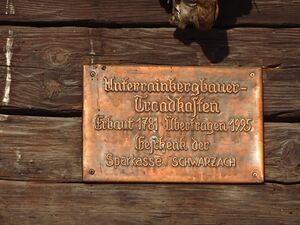 Unterrainbergbauer-
Troadkasten
Erbaut 1781 Übertragen 1985
Geschenk der
Sparkasse SCHWARZACH